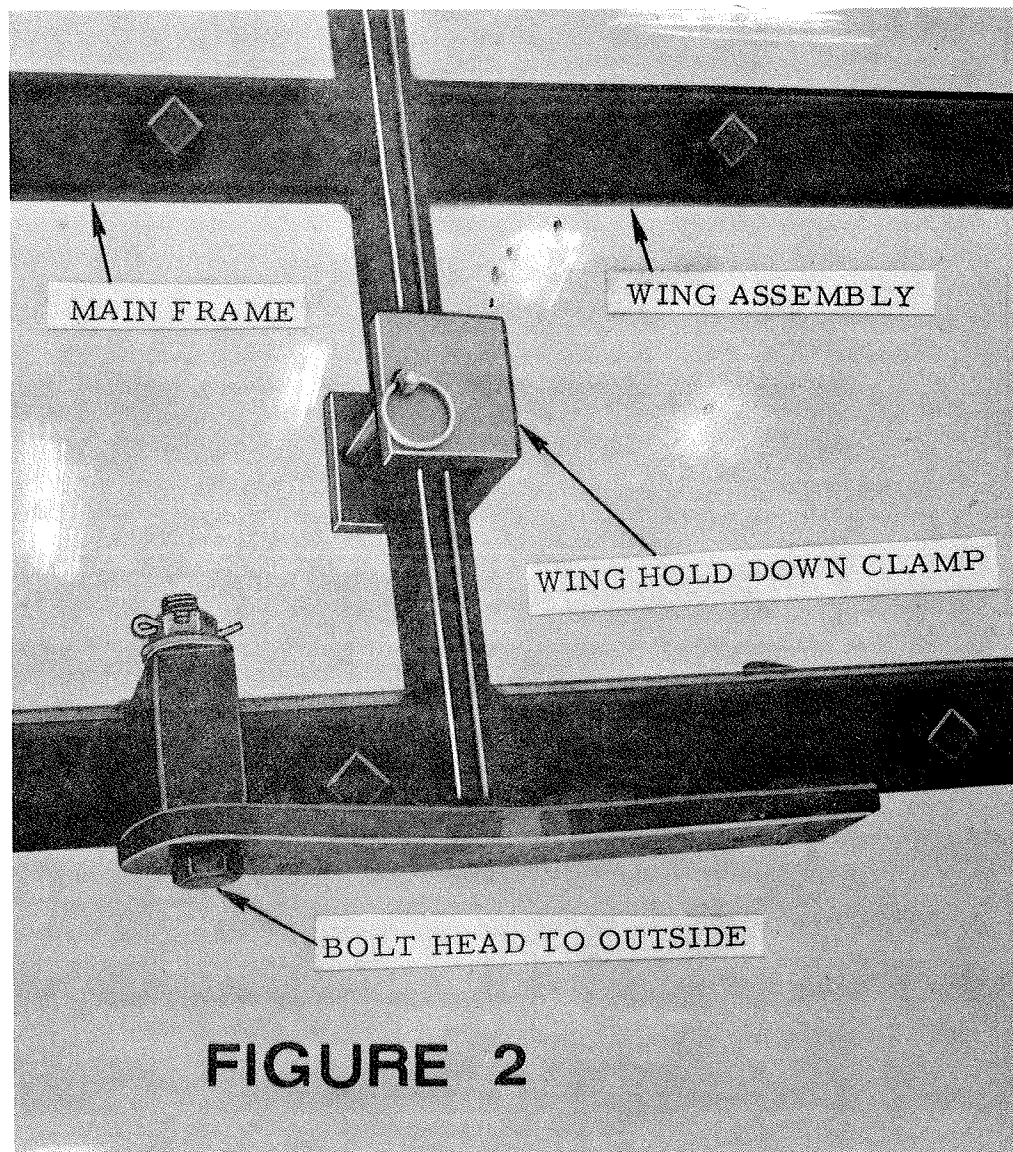 MAIN FRAME
WING ASSEMBLY
WING HOLD DOWN CLAMP
BOLT HEAD TO OUTSIDE
FIGURE 2